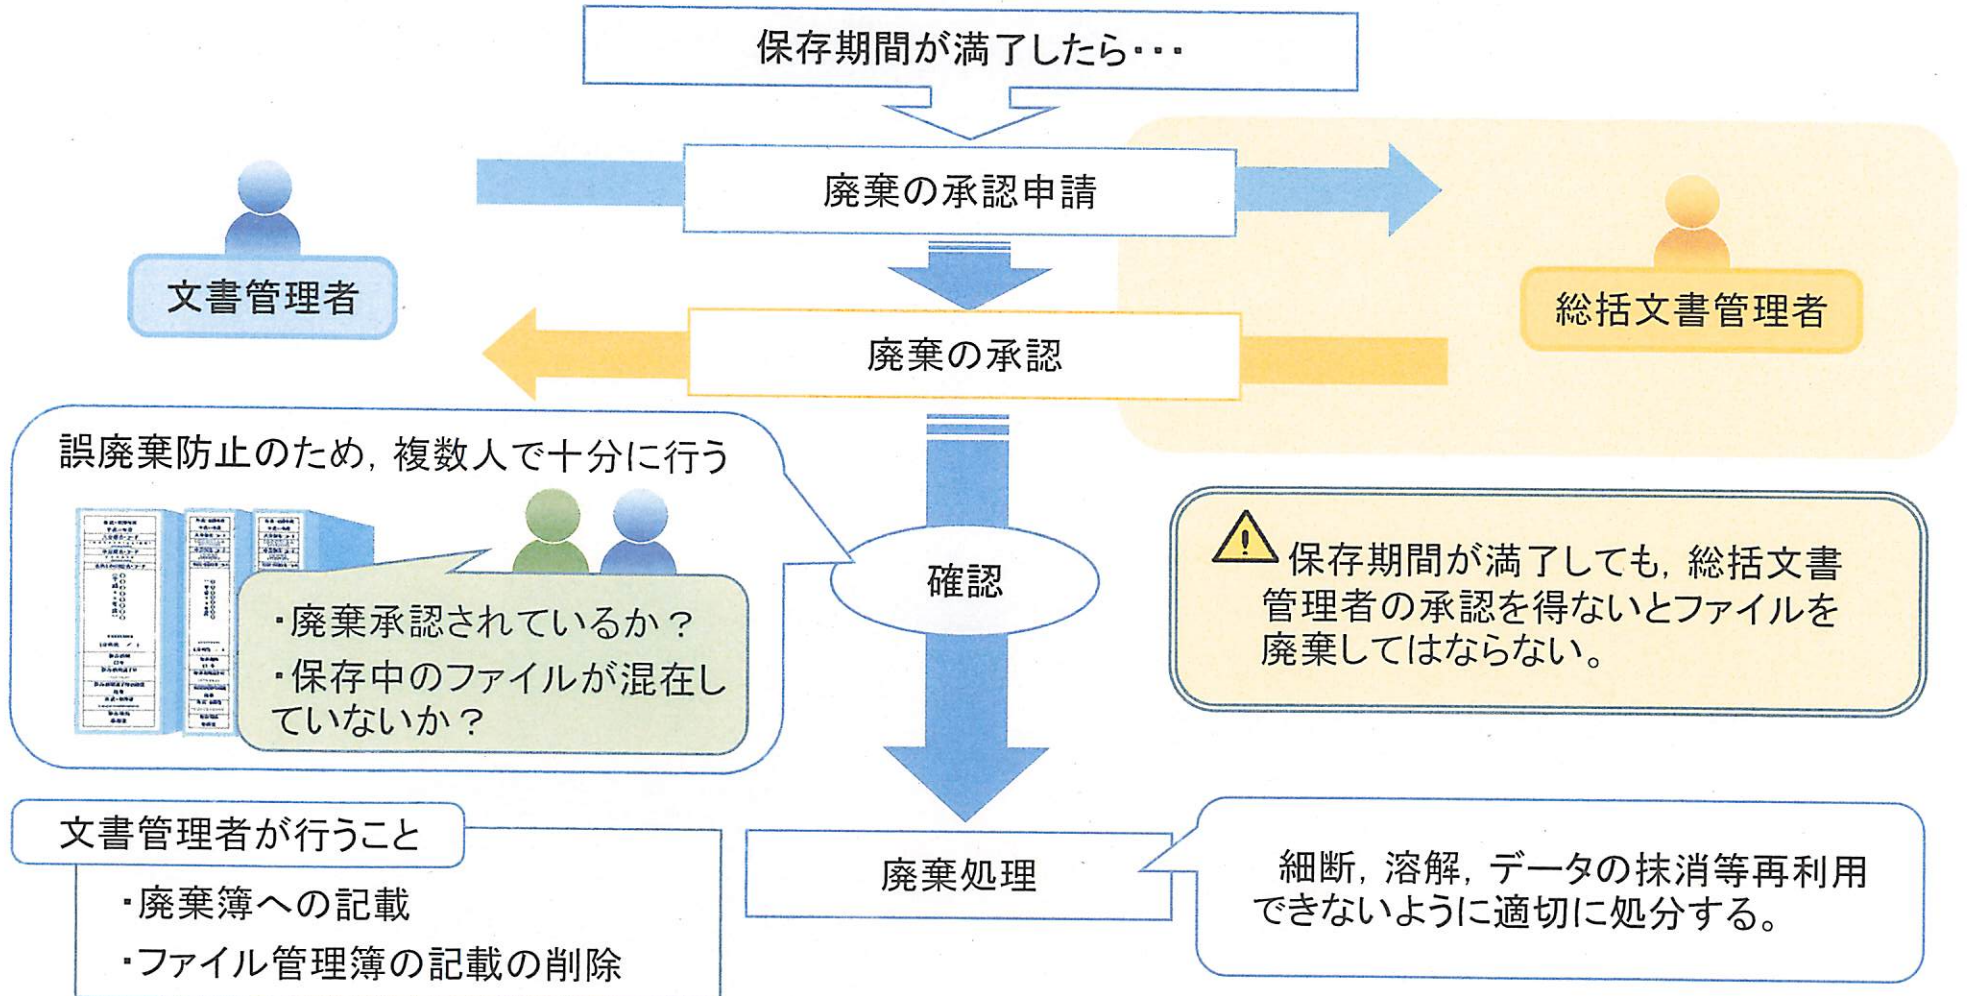 保存期間が満了したら・・・
廃棄の承認申請
文書管理者
総括文書管理者
廃棄の承認
誤廃棄防止のため，複数人で十分に行う
・廃棄承認されているか？
・保存中のファイルが混在し
ていないか？
確認
保存期間が満了しても，総括文書
管理者の承認を得ないとファイルを
廃棄してはならない。
文書管理者が行うこと
・廃棄簿への記載
・ファイル管理簿の記載の削除
廃棄処理
細断，溶解，データの抹消等再利用
できないように適切に処分する。